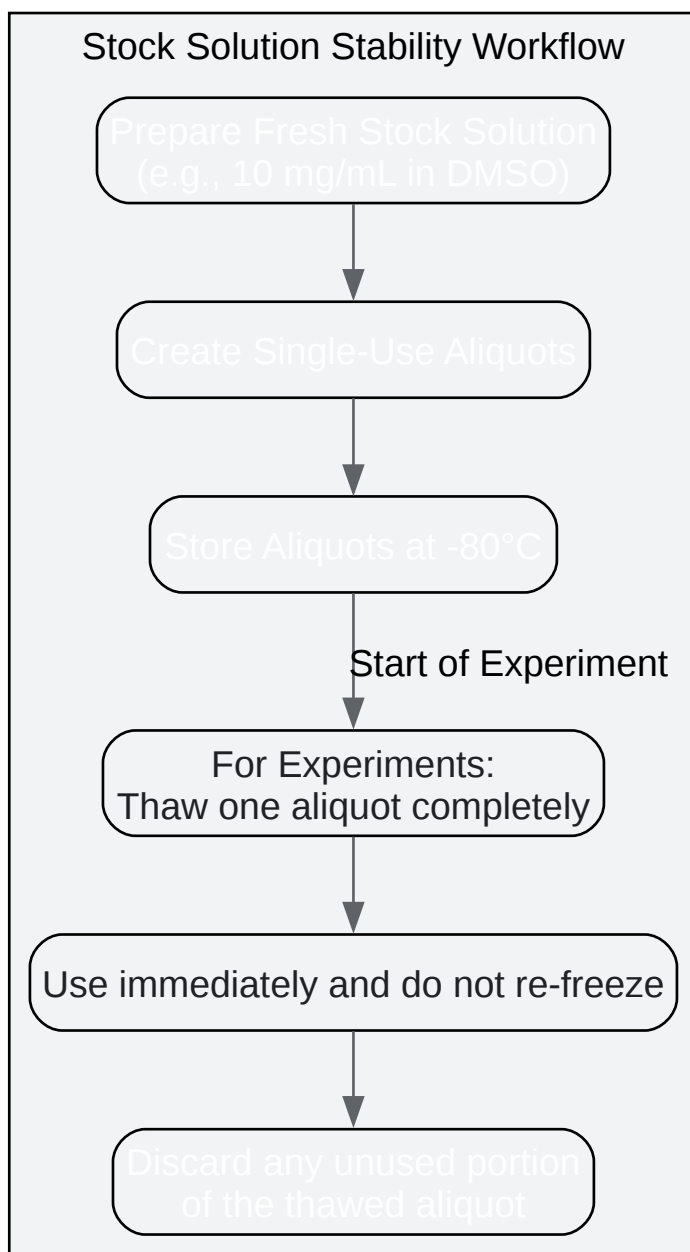 Stock Solution Stability Workflow
Prepare Fresh Stock Solution
(e.g., 10 mg/mL in DMSO)
Create Single-Use Aliquots
Store Aliquots at -80°C
Start of Experiment
For Experiments:
Thaw one aliquot completely
Use immediately and do not re-freeze
Discard any unused portion
of the thawed aliquot